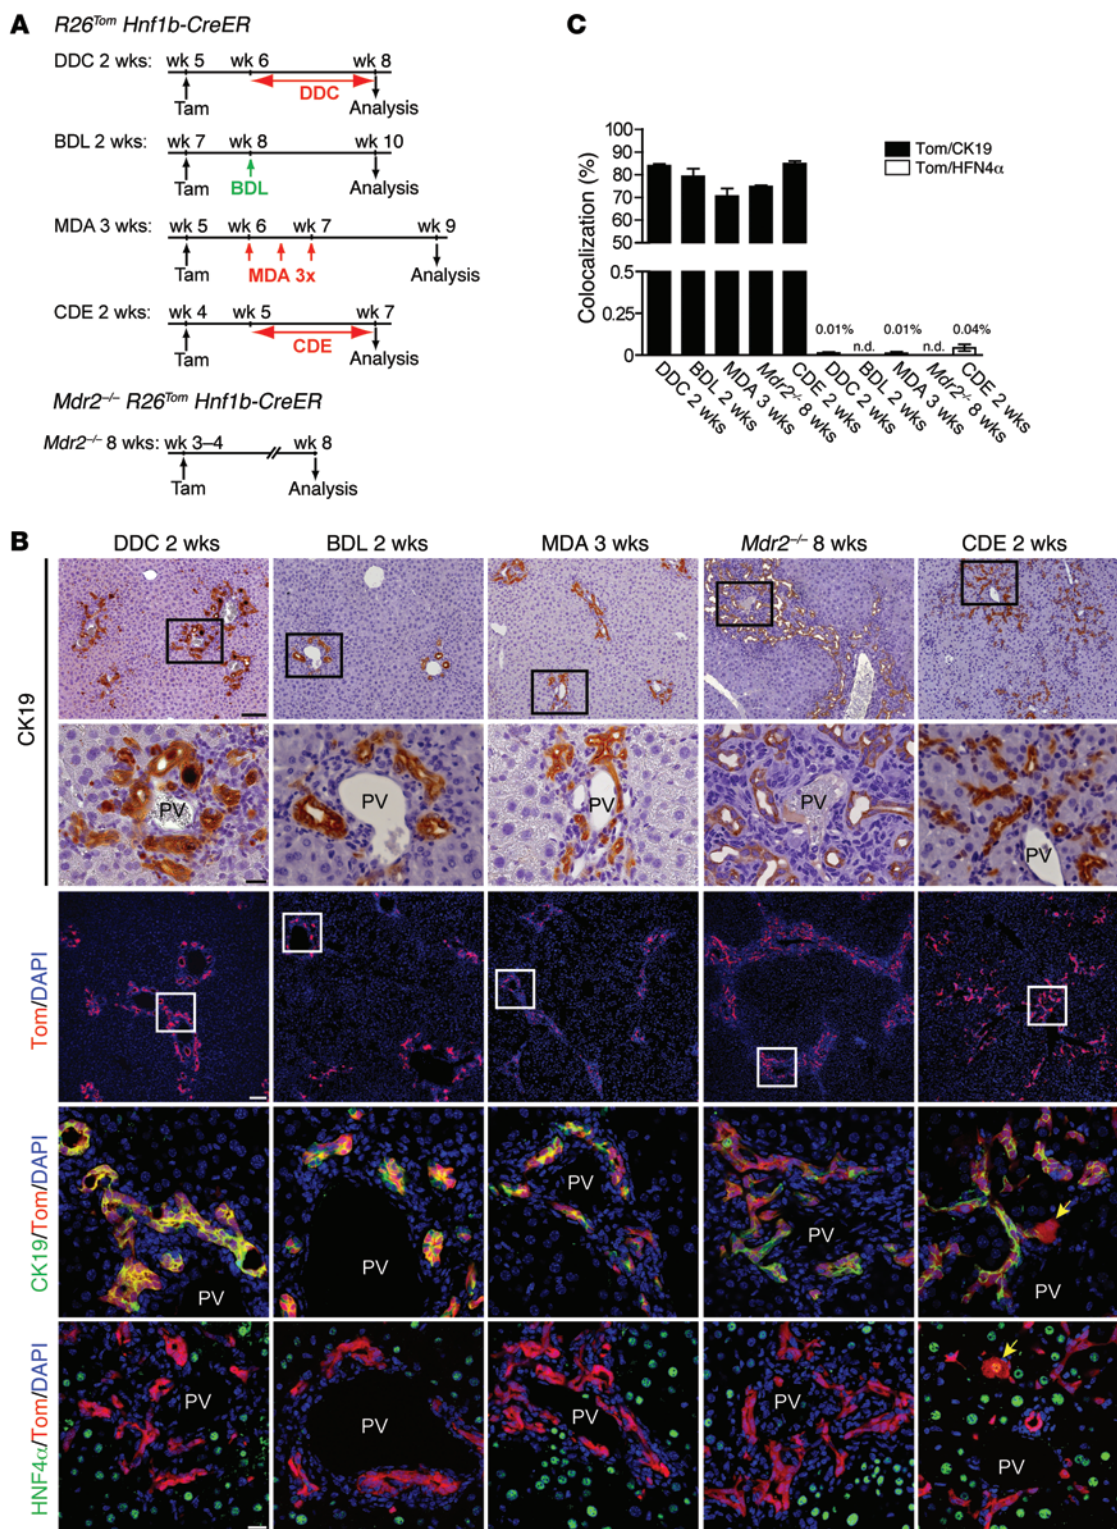 A
R26Tom Hnf1b-CreER
DDC 2 wks: wk 5 wk 6 wk 8
DDC
Tam Analysis
BDL 2 wks: wk 7 wk 8 wk 10
BDL
Tam Analysis
MDA 3 wks: wk 5 wk 6 wk 7 wk 9
MDA 3x
Tam Analysis
CDE 2 wks: wk 4 wk 5 wk 7
CDE
Tam Analysis
Mdr2–/– R26Tom Hnf1b-CreER
Mdr2–/– 8 wks: wk 3–4 wk 8
Tam Analysis
C
Tom/CK19
Tom/HFN4α
Colocalization (%)
100
90
80
70
60
50
0.5
0.25
0
0.01% n.d. 0.01% n.d. 0.04%
DDC 2 wks
BDL 2 wks
MDA 3 wks
Mdr2-/- 8 wks
CDE 2 wks
DDC 2 wks
BDL 2 wks
MDA 3 wks
Mdr2-/- 8 wks
CDE 2 wks
B
DDC 2 wks BDL 2 wks MDA 3 wks Mdr2–/– 8 wks CDE 2 wks
CK19
PV PV PV PV PV
Tom/DAPI
CK19/Tom/DAPI
PV PV PV PV PV
HNF4α/Tom/DAPI
PV PV PV PV PV